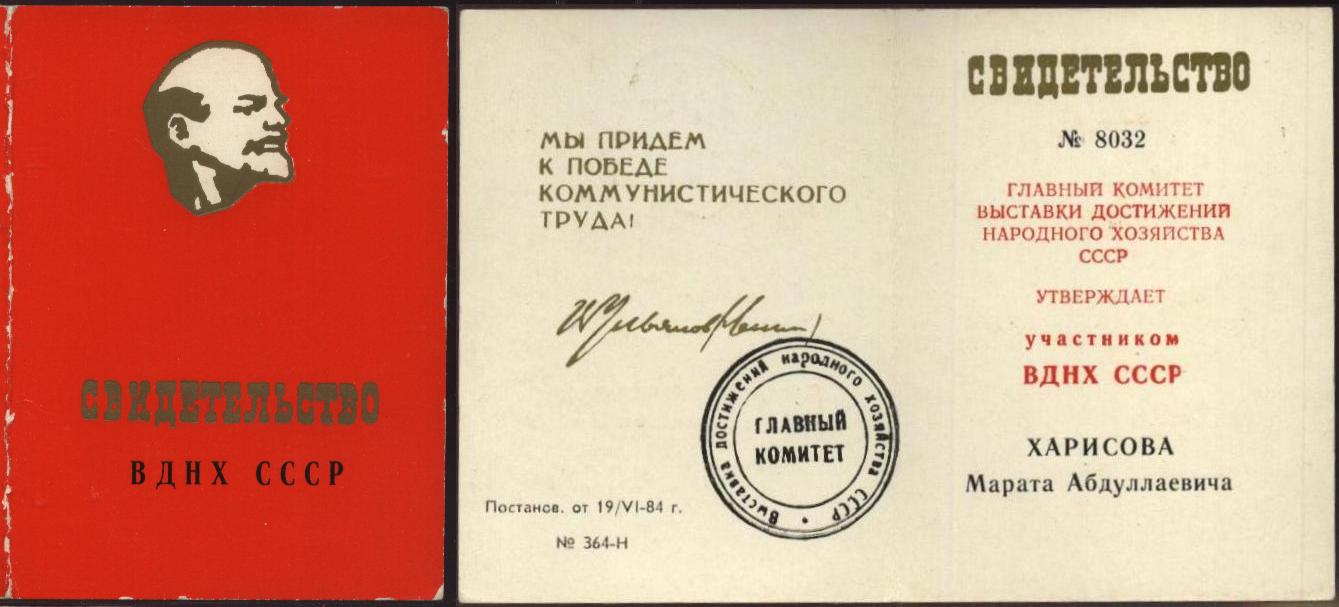 СВИДЕТЕЛЬСТВО
ВДНХ СССР
МЫ ПРИДЕМ
К ПОБЕДЕ
КОММУНИСТИЧЕСКОГО
ТРУДА!
В Ульянов (Ленин)
Выставка достижений народного хозяйства СССР
ГЛАВНЫЙ
КОМИТЕТ
Постанов. от 19/VI-84 г.
№ 364-Н
СВИДЕТЕЛЬСТВО
№ 8032
ГЛАВНЫЙ КОМИТЕТ
ВЫСТАВКИ ДОСТИЖЕНИЙ
НАРОДНОГО ХОЗЯЙСТВА
СССР
УТВЕРЖДАЕТ
участником
ВДНХ СССР
ХАРИСОВА
Марата Абдуллаевича